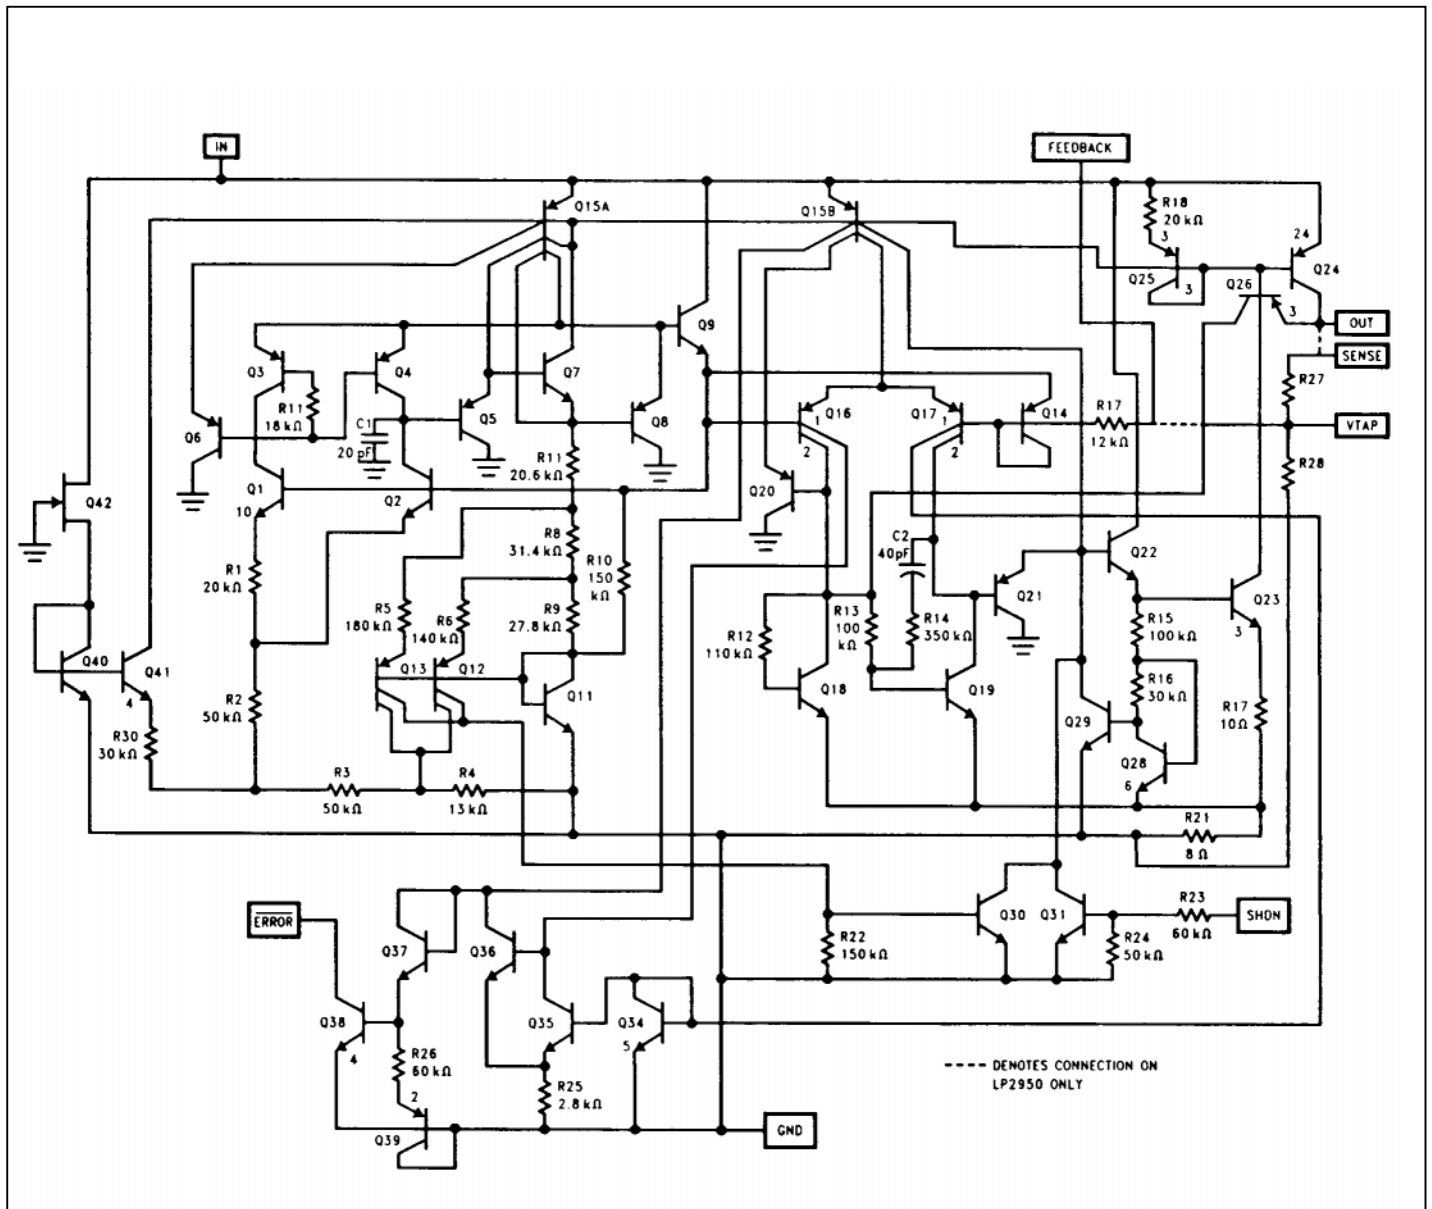 IN
FEEDBACK
Q15A
Q15B
R18
20 kΩ
3
24
Q25
3
Q24
Q26
3
OUT
SENSE
Q9
Q3
Q4
Q7
R11
18 kΩ
C1
20 pF
Q5
Q8
Q6
Q16
1
2
Q17
1
2
Q14
R17
12 kΩ
R27
VTAP
R28
R11
20.6 kΩ
Q42
Q1
10
Q2
Q20
R8
31.4 kΩ
R10
150
kΩ
C2
40pF
Q22
R1
20 kΩ
R5
180 kΩ
R6
140 kΩ
R9
27.8 kΩ
R12
110 kΩ
R13
100
kΩ
R14
350 kΩ
Q21
R15
100 kΩ
Q23
3
Q40
Q41
4
Q13
Q12
Q11
Q18
Q19
R16
30 kΩ
R2
50 kΩ
R17
10Ω
R30
30 kΩ
Q29
Q28
6
R3
50 kΩ
R4
13 kΩ
R21
8 Ω
ERROR
Q37
Q36
R22
150 kΩ
Q30
Q31
R23
60 kΩ
R24
50 kΩ
SHDN
Q38
4
Q35
Q34
5
R26
60 kΩ
R25
2.8 kΩ
2
Q39
GND
---- DENOTES CONNECTION ON
LP2950 ONLY